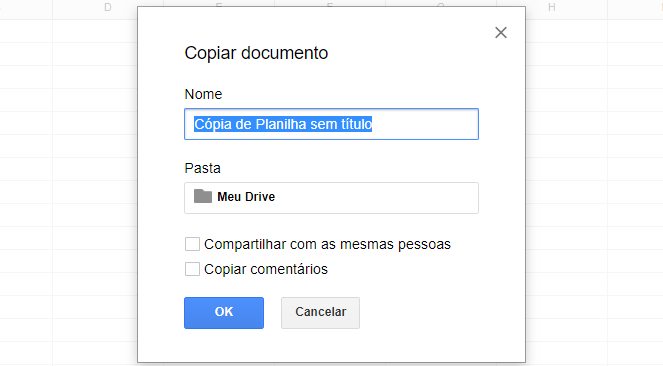 D E F G H
Copiar documento
Nome
Cópia de Planilha sem título
Pasta
Meu Drive
Compartilhar com as mesmas pessoas
Copiar comentários
OK Cancelar